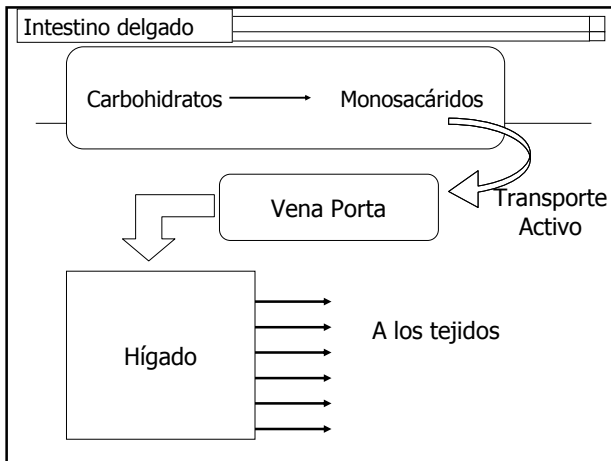 Intestino delgado
Carbohidratos
Monosacáridos
Vena Porta
Transporte
Activo
Hígado
A los tejidos